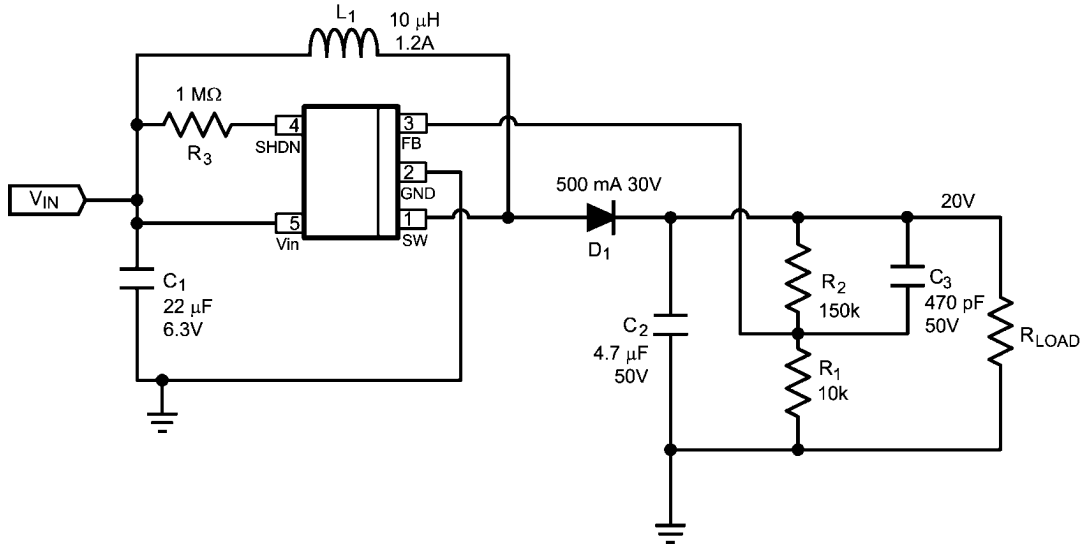 L1
10 μH
1.2A
1 MΩ
R3
4
SHDN
3
FB
2
GND
1
SW
5
Vin
VIN
C1
22 μF
6.3V
500 mA 30V
D1
20V
C2
4.7 μF
50V
R2
150k
C3
470 pF
50V
R1
10k
RLOAD